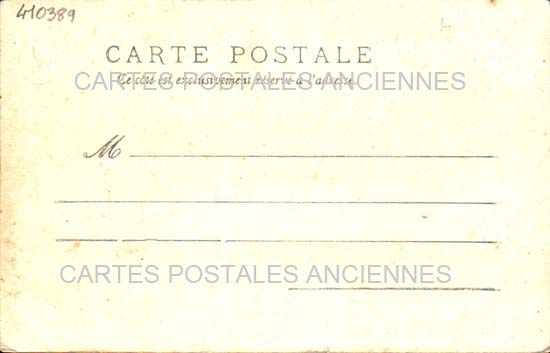 410389
CARTE POSTALE
Ce côté est exclusivement réservé à l'adresse.
CARTES POSTALES ANCIENNES
M
CARTES POSTALES ANCIENNES